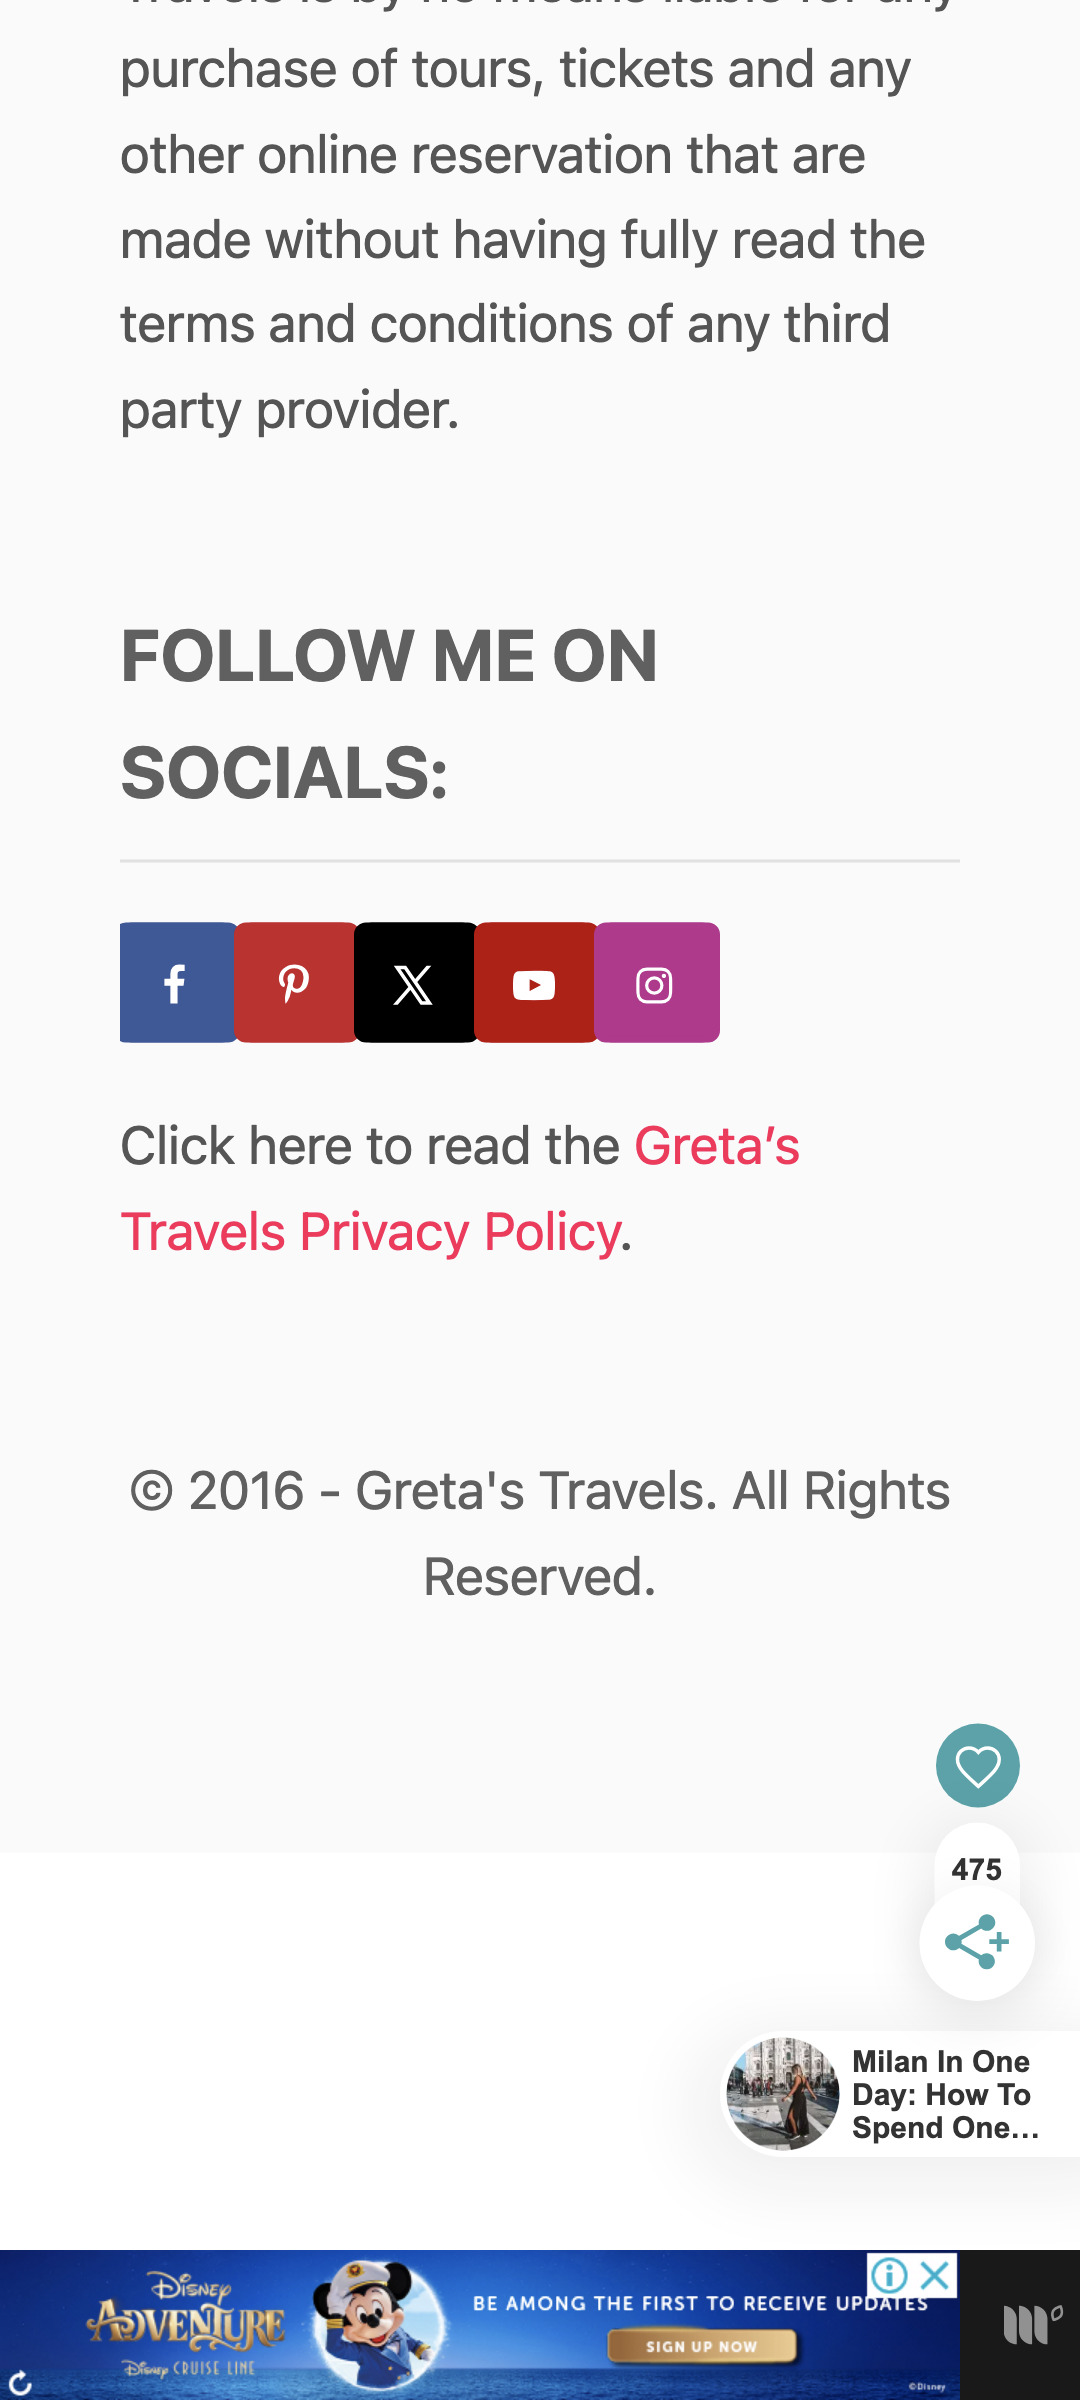 purchase of tours, tickets and any
other online reservation that are
made without having fully read the
terms and conditions of any third
party provider.
FOLLOW ME ON
SOCIALS:
Click here to read the Greta’s
Travels Privacy Policy.
© 2016 - Greta's Travels. All Rights
Reserved.
475
Milan In One
Day: How To
Spend One...
Disney
ADVENTURE
Disney CRUISE LINE
BE AMONG THE FIRST TO RECEIVE UPDATES
SIGN UP NOW
©Disney